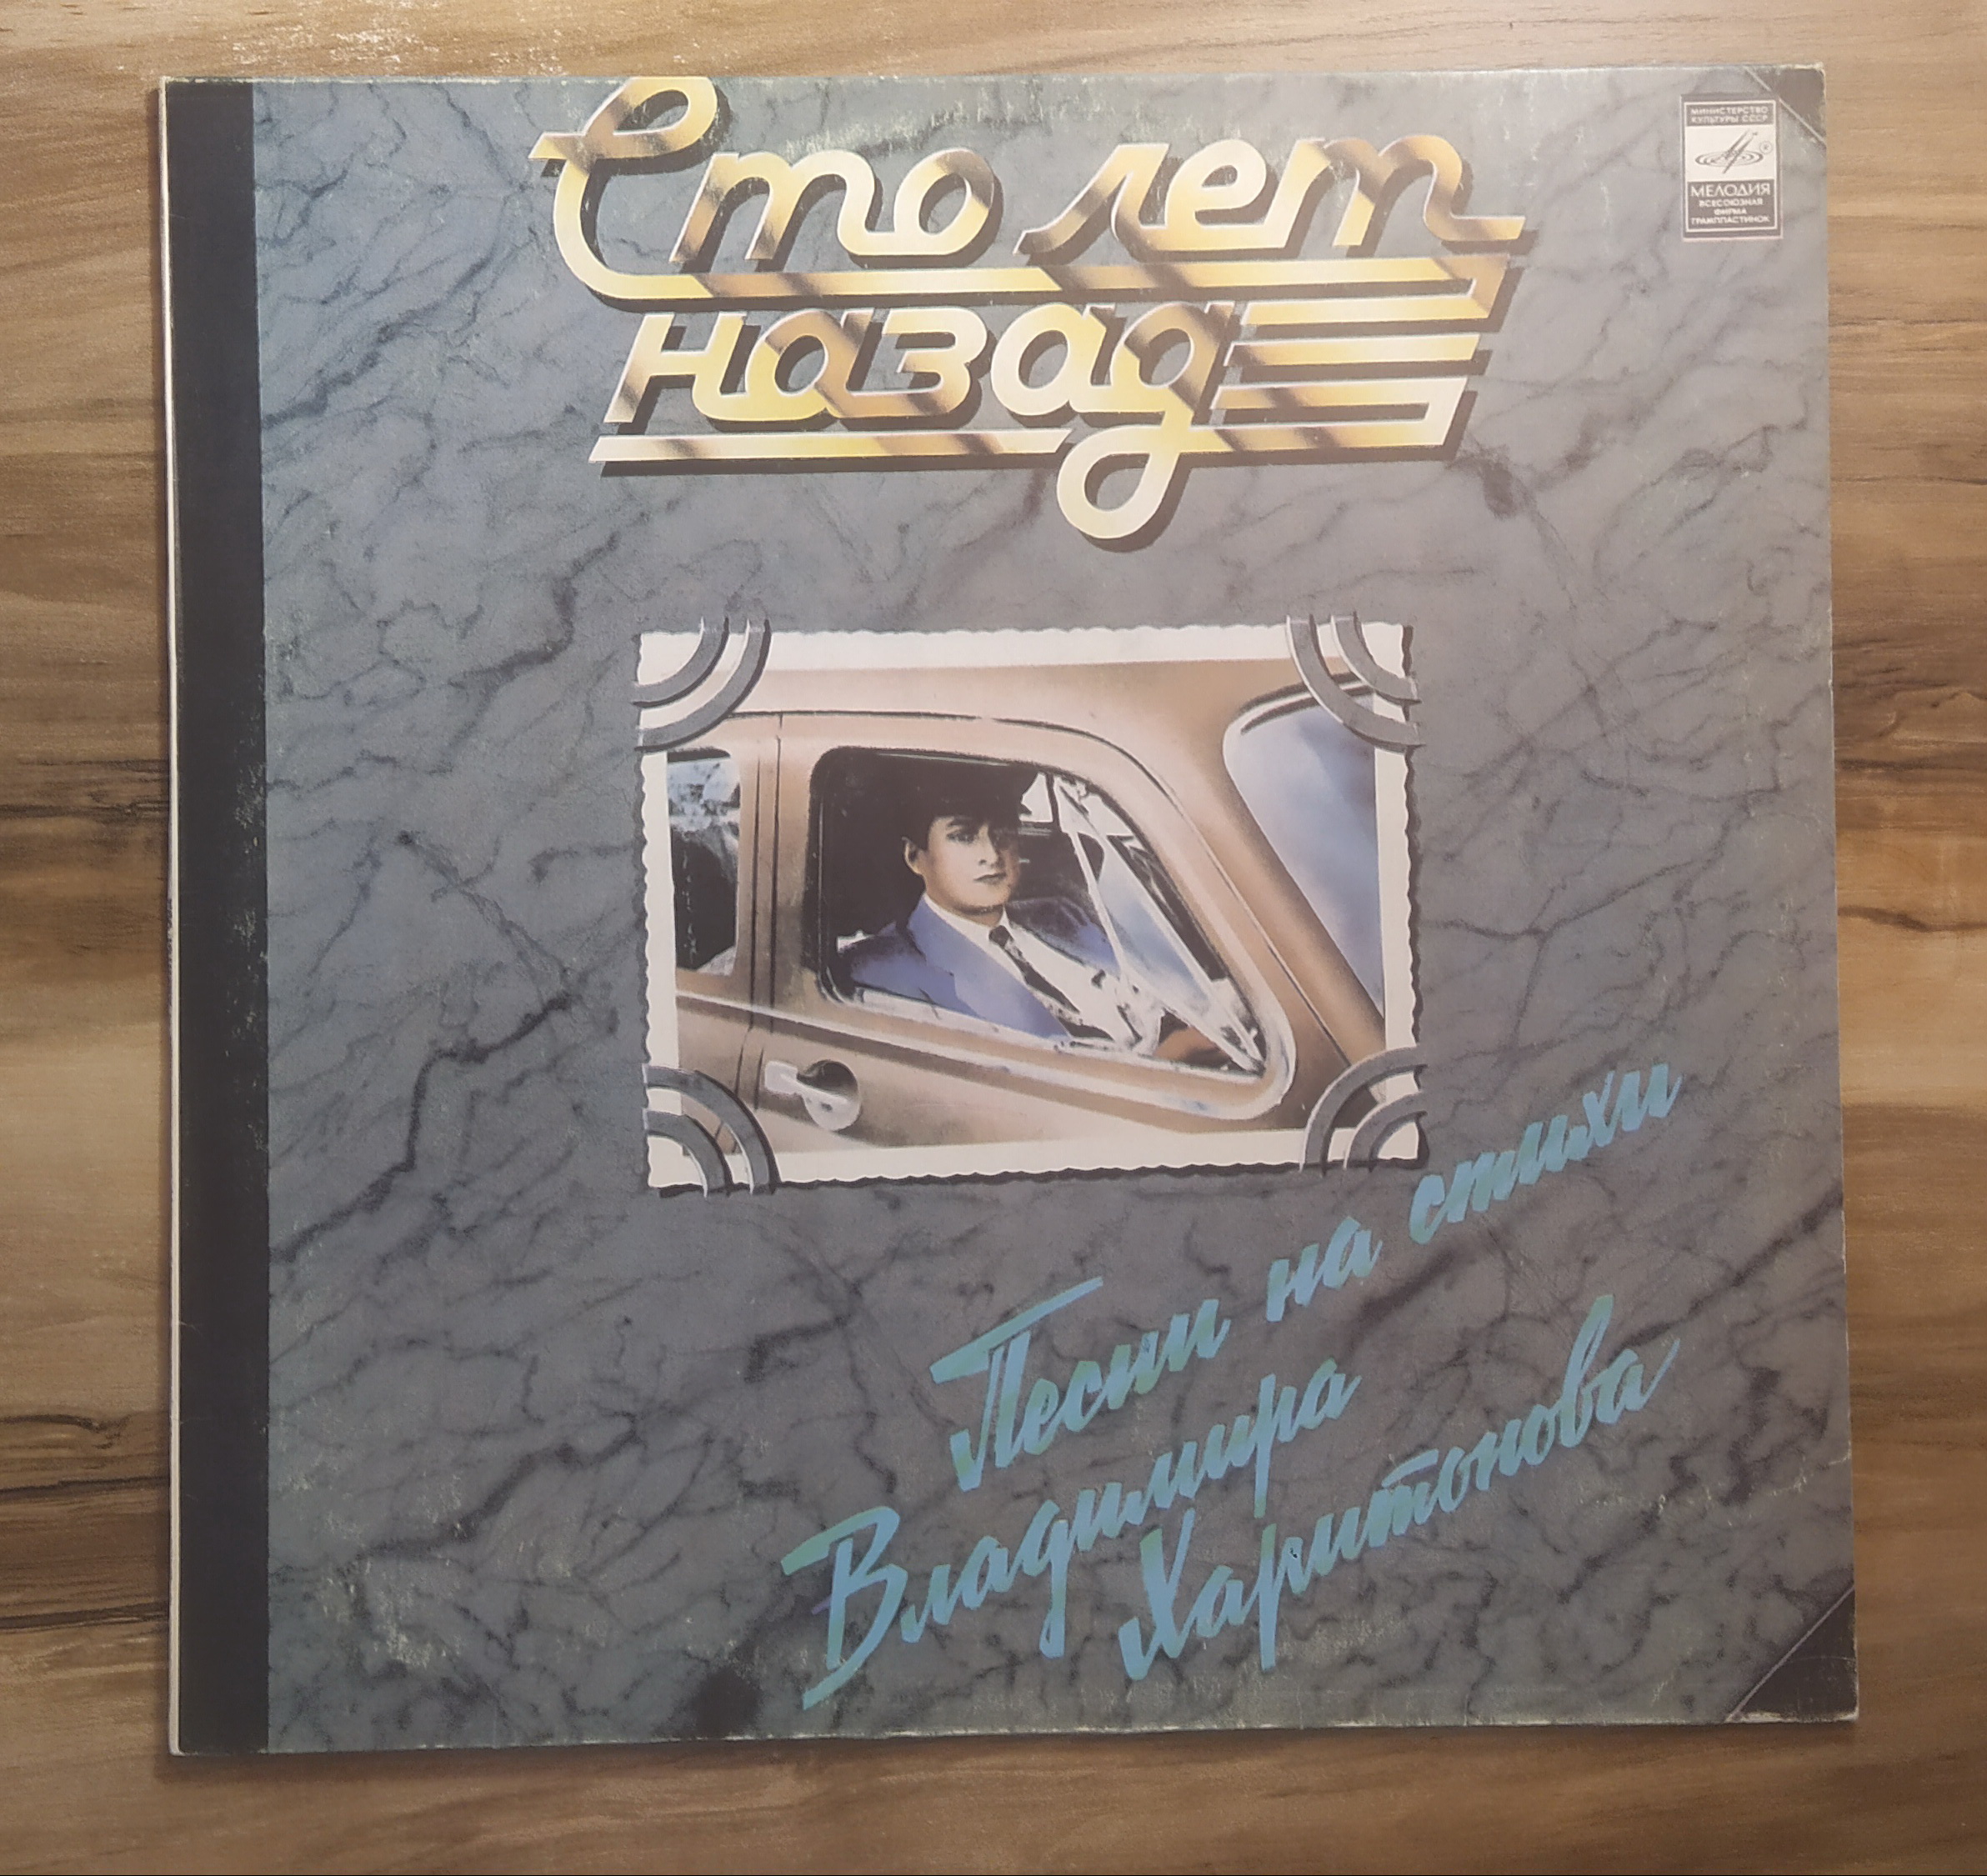 Сто лет
назад
МИНИСТЕРСТВО
КУЛЬТУРЫ СССР
®
МЕЛОДИЯ
ВСЕСОЮЗНАЯ
ФИРМА
ГРАМПЛАСТИНОК
Песни на стихи
Владимира
Харитонова